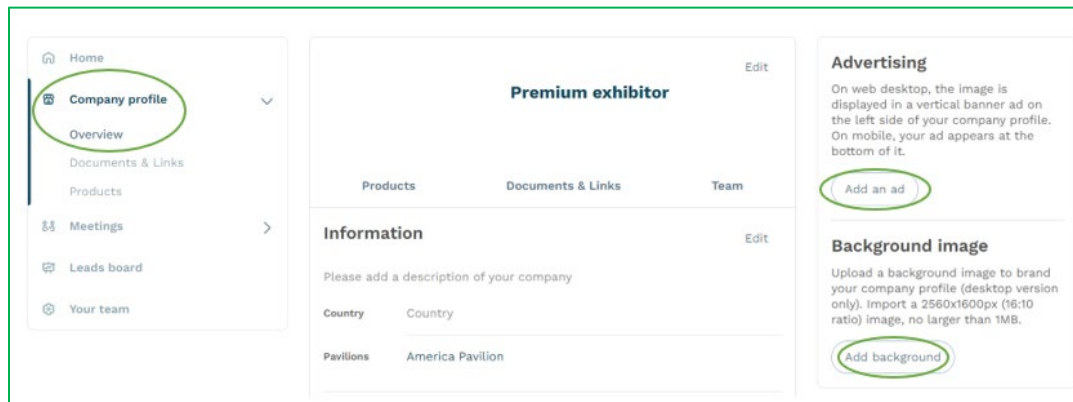 Home
Company profile
Overview
Documents & Links
Products
Meetings
Leads board
Your team
Edit
Premium exhibitor
Products
Documents & Links
Team
Information
Edit
Please add a description of your company
Country
Country
Pavilions
America Pavilion
Advertising
On web desktop, the image is
displayed in a vertical banner ad on
the left side of your company profile.
On mobile, your ad appears at the
bottom of it.
Add an ad
Background image
Upload a background image to brand
your company profile (desktop version
only). Import a 2560x1600px (16:10
ratio) image, no larger than 1MB.
Add background